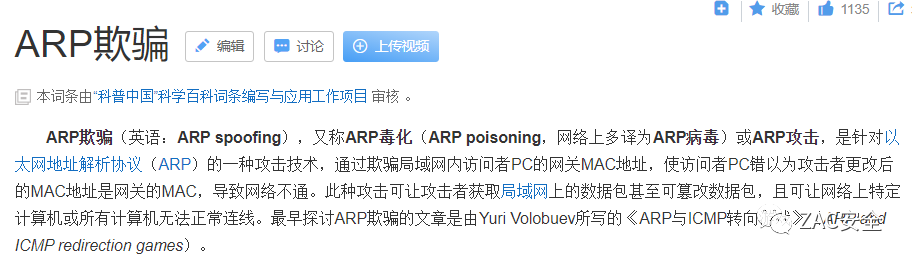 收藏 1135
ARP欺骗 编辑 讨论 上传视频
本词条由“科普中国”科学百科词条编写与应用工作项目 审核 。
ARP欺骗（英语：ARP spoofing），又称ARP毒化（ARP poisoning，网络上多译为ARP病毒）或ARP攻击，是针对以
太网地址解析协议（ARP）的一种攻击技术，通过欺骗局域网内访问者PC的网关MAC地址，使访问者PC错以为攻击者更改后
的MAC地址是网关的MAC，导致网络不通。此种攻击可让攻击者获取局域网上的数据包甚至可篡改数据包，且可让网络上特定
计算机或所有计算机无法正常连线。最早探讨ARP欺骗的文章是由Yuri Volobuev所写的《ARP与ICMP转向
ZAC安全
ICMP redirection games）。